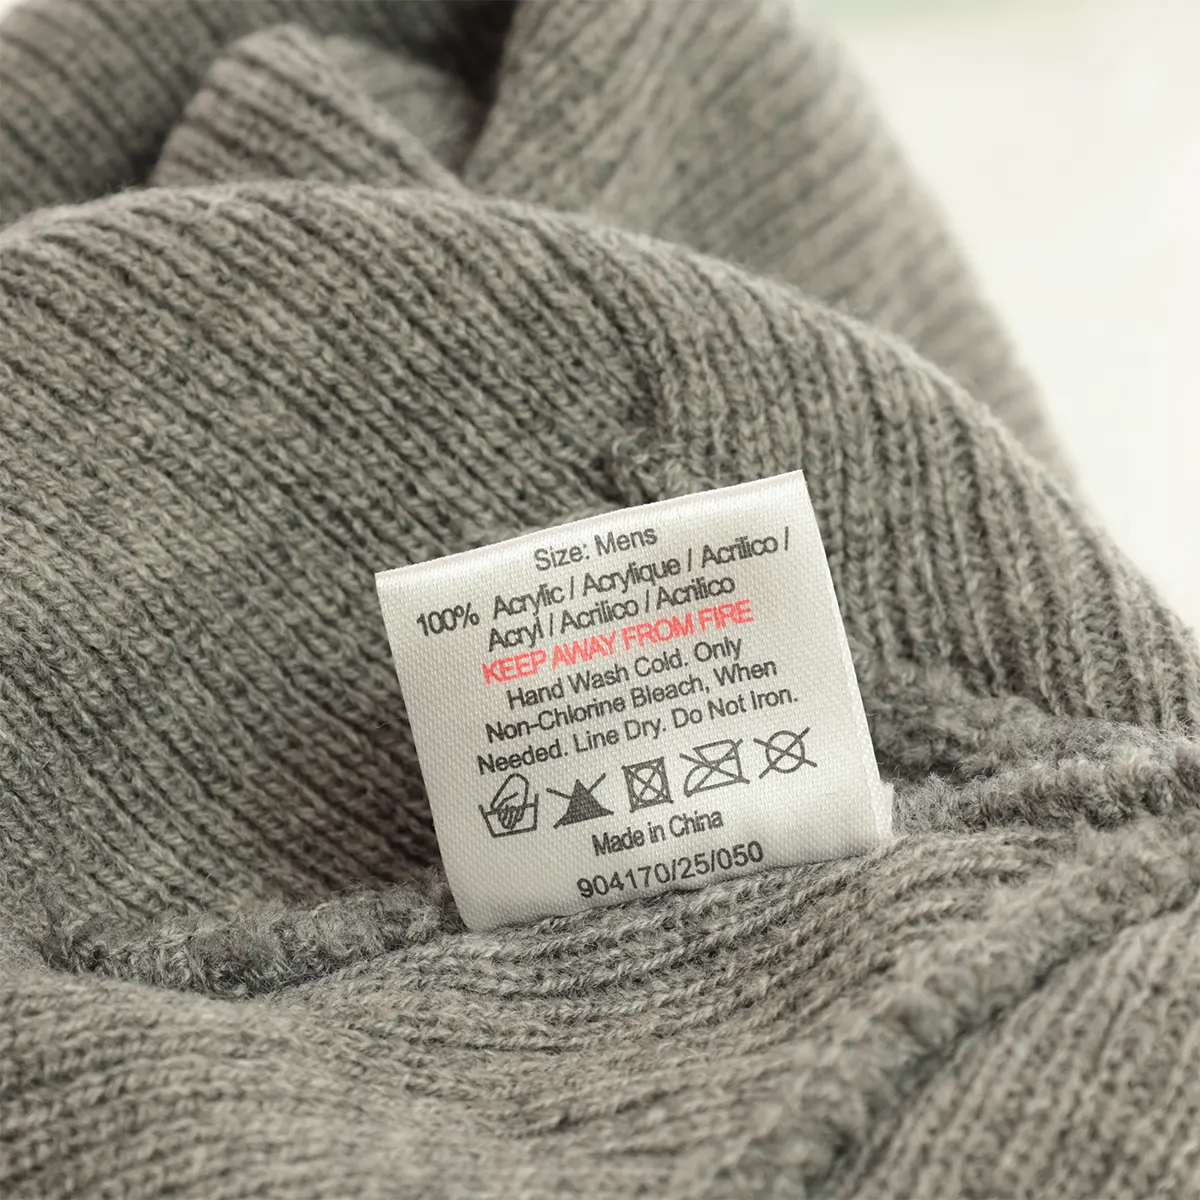 Size: Mens
100% Acrylic / Acrylique / Acrilico /
Acryl / Acrilico / Acrilico
KEEP AWAY FROM FIRE
Hand Wash Cold. Only
Non-Chlorine Bleach, When
Needed. Line Dry. Do Not Iron.
Made in China
904170/25/050